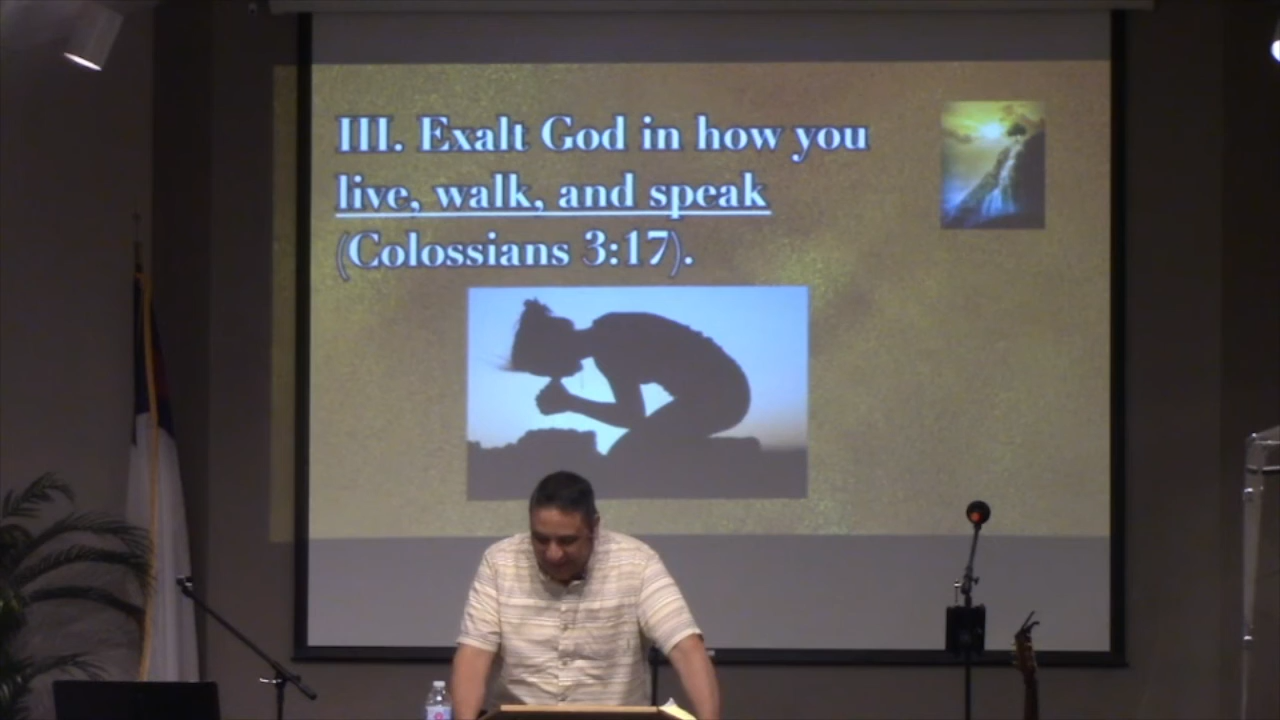 III. Exalt God in how you
live, walk, and speak
(Colossians 3:17).